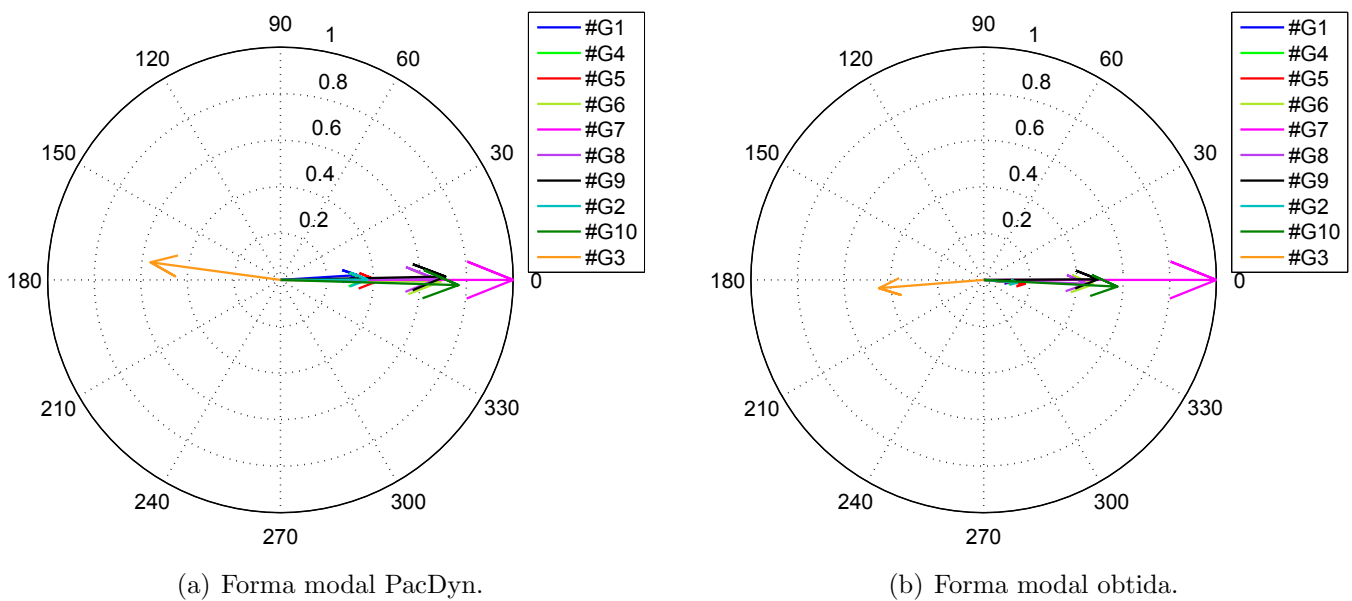 90
1
120
60
0.8
0.6
150
30
0.4
0.2
180
0
210
330
240
300
270
#G1
#G4
#G5
#G6
#G7
#G8
#G9
#G2
#G10
#G3
(a) Forma modal PacDyn.
90
1
120
60
0.8
0.6
150
30
0.4
0.2
180
0
210
330
240
300
270
#G1
#G4
#G5
#G6
#G7
#G8
#G9
#G2
#G10
#G3
(b) Forma modal obtida.